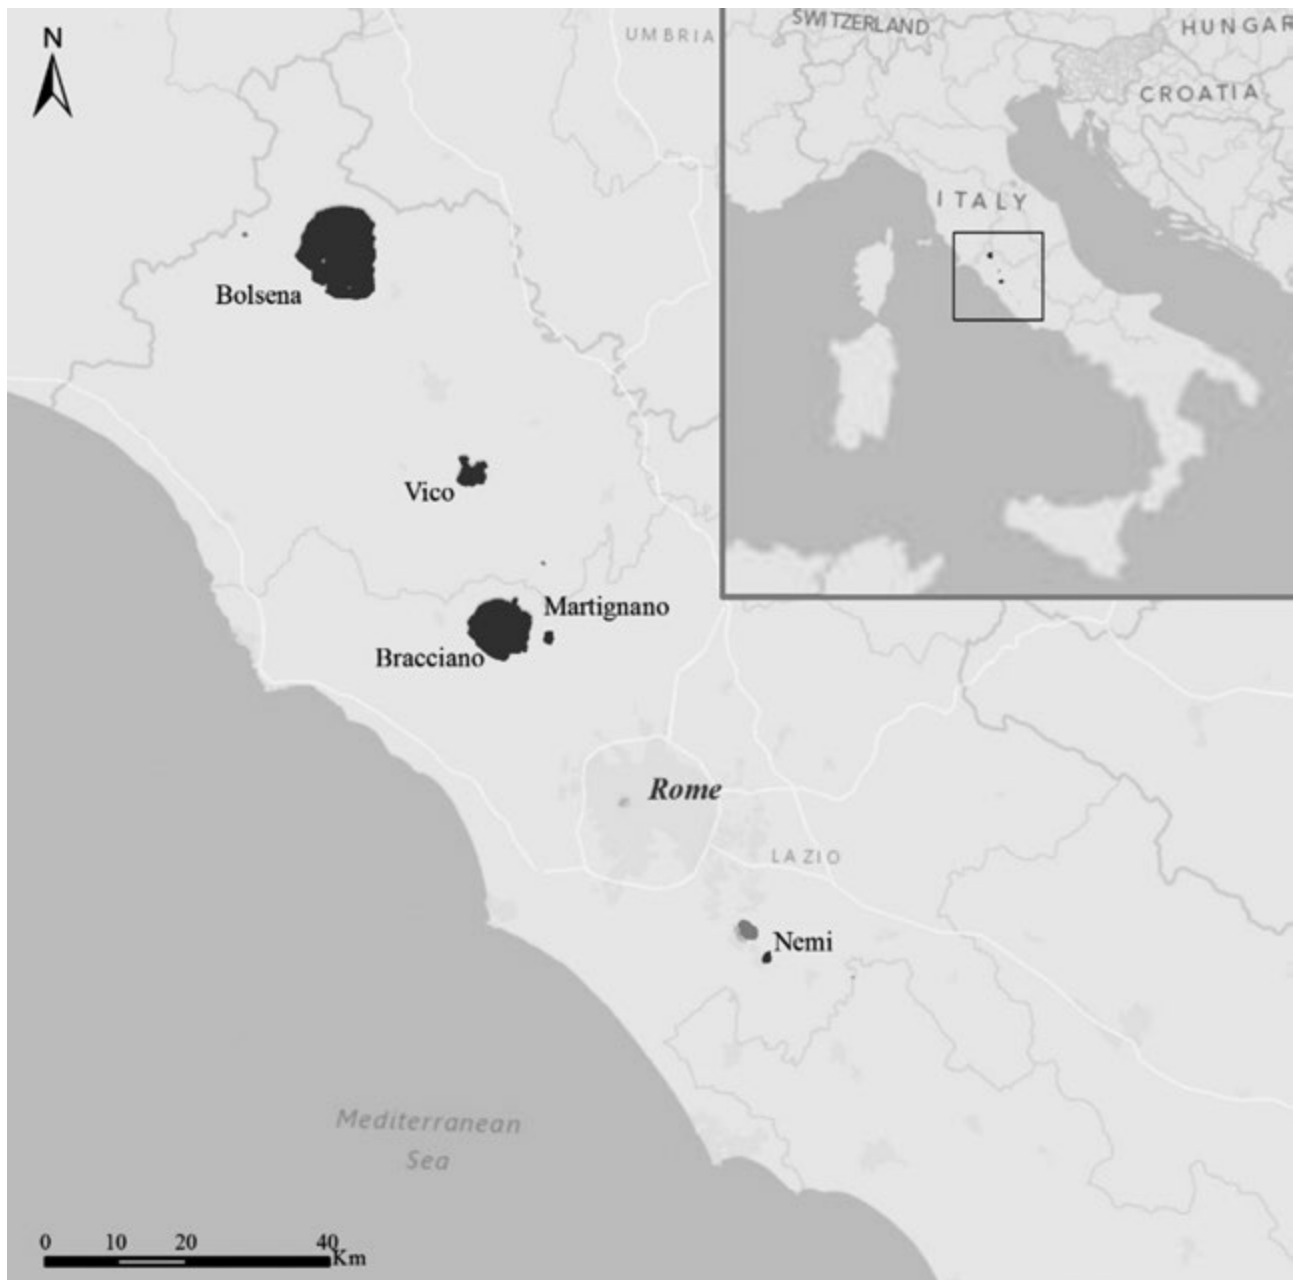 N
UMBRIA
SWITZERLAND
HUNGAR
CROATIA
ITALY
Bolsena
Vico
Martignano
Bracciano
Rome
LAZIO
Nemi
Mediterranean
Sea
0 10 20 40 Km